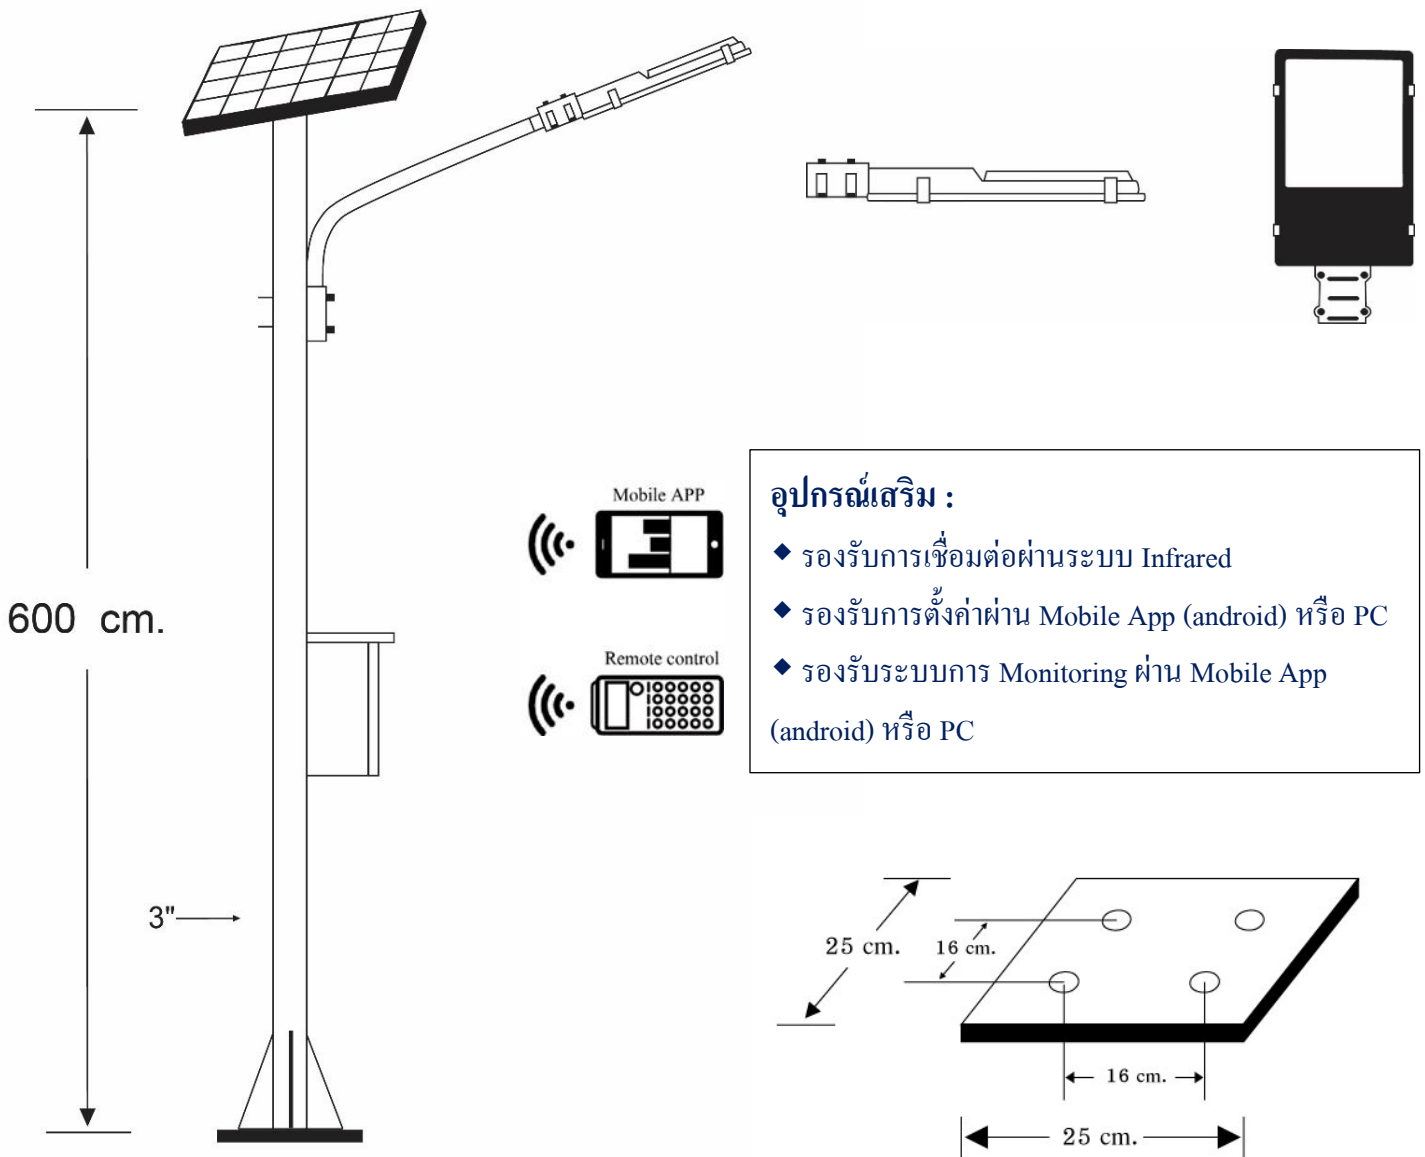 600 cm.
3"
Mobile APP
Remote control
อุปกรณ์เสริม :
◆ รองรับการเชื่อมต่อผ่านระบบ Infrared
◆ รองรับการตั้งค่าผ่าน Mobile App (android) หรือ PC
◆ รองรับระบบการ Monitoring ผ่าน Mobile App
(android) หรือ PC
25 cm.
16 cm.
16 cm.
25 cm.